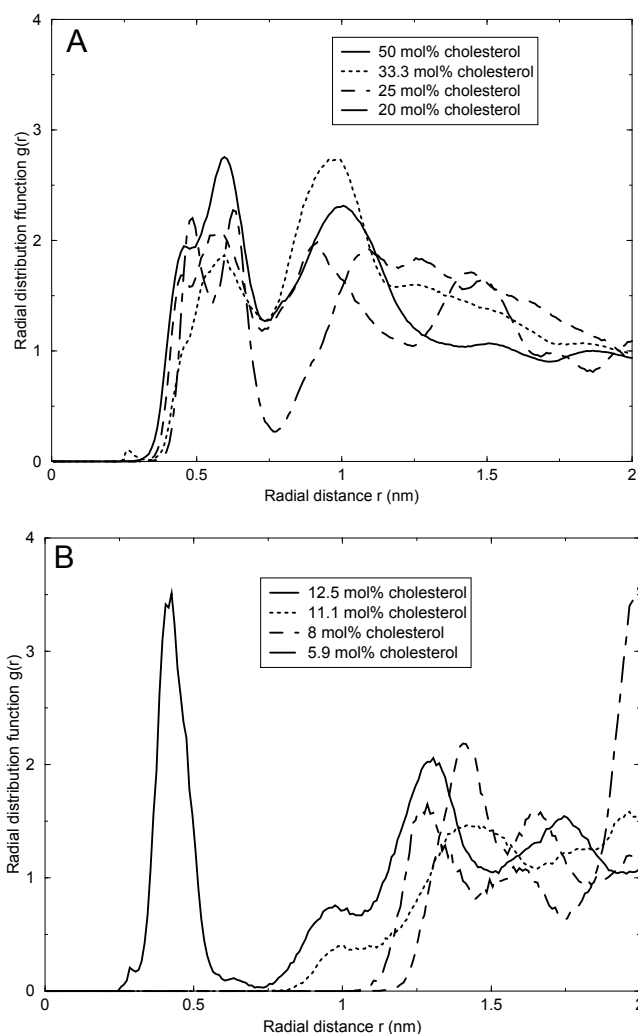 A
4
3
2
1
0
Radial distribution ffunction g(r)
50 mol% cholesterol
33.3 mol% cholesterol
25 mol% cholesterol
20 mol% cholesterol
0
0.5
1
1.5
2
Radial distance r (nm)
B
4
3
2
1
0
Radial distribution function g(r)
12.5 mol% cholesterol
11.1 mol% cholesterol
8 mol% cholesterol
5.9 mol% cholesterol
0
0.5
1
1.5
2
Radial distance r (nm)